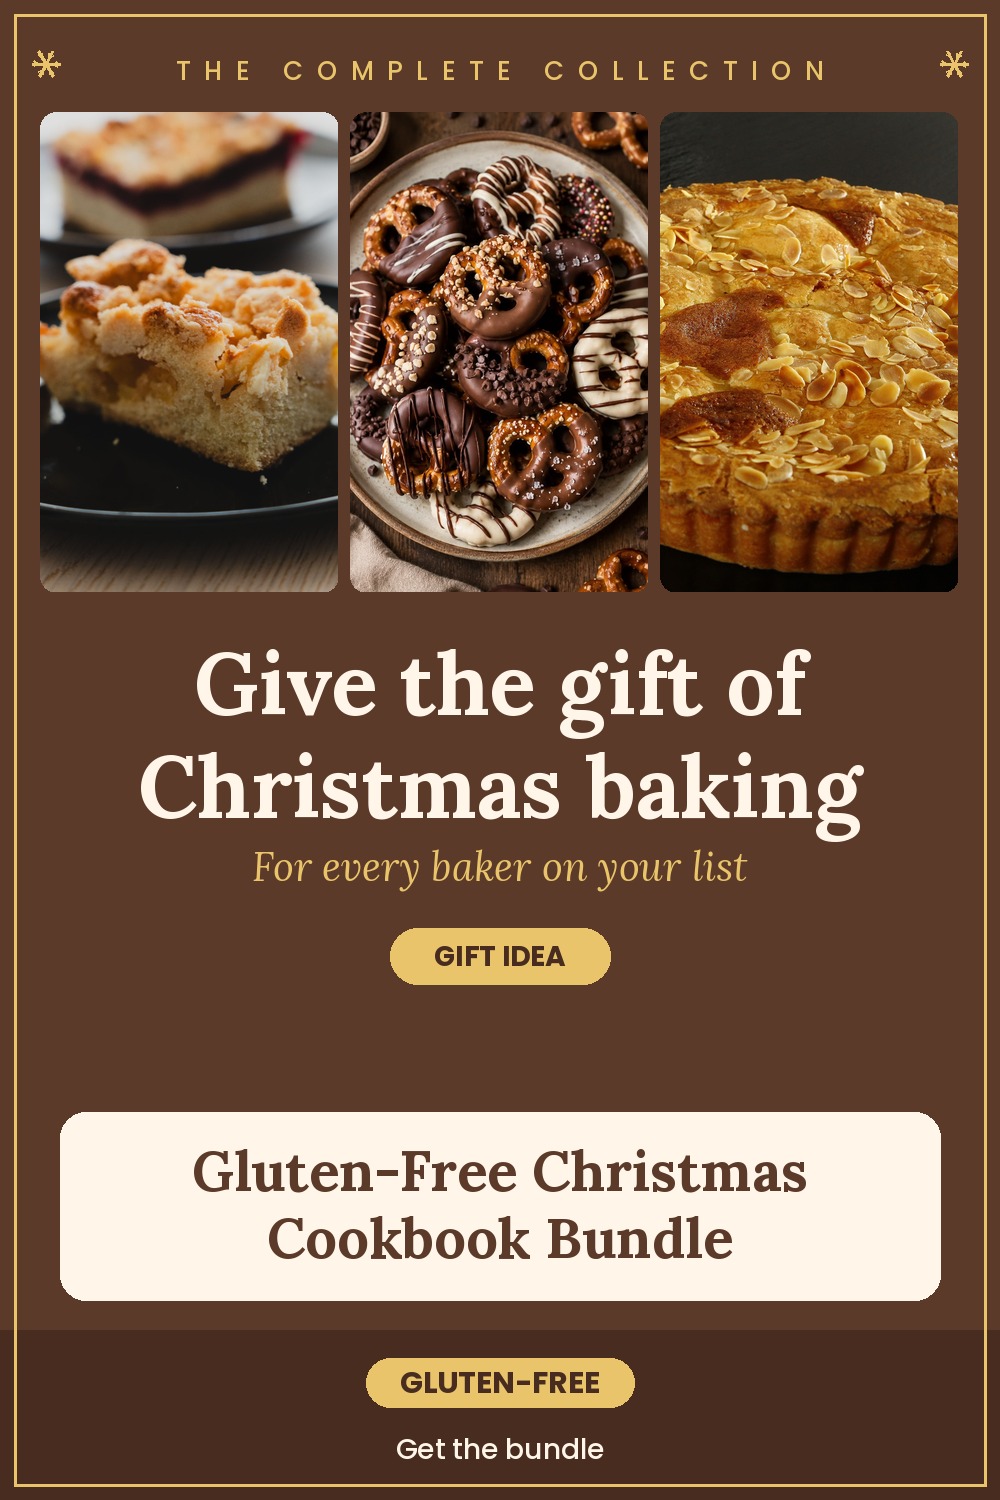 THE COMPLETE COLLECTION
Give the gift of
Christmas baking
For every baker on your list
GIFT IDEA
Gluten-Free Christmas
Cookbook Bundle
GLUTEN-FREE
Get the bundle